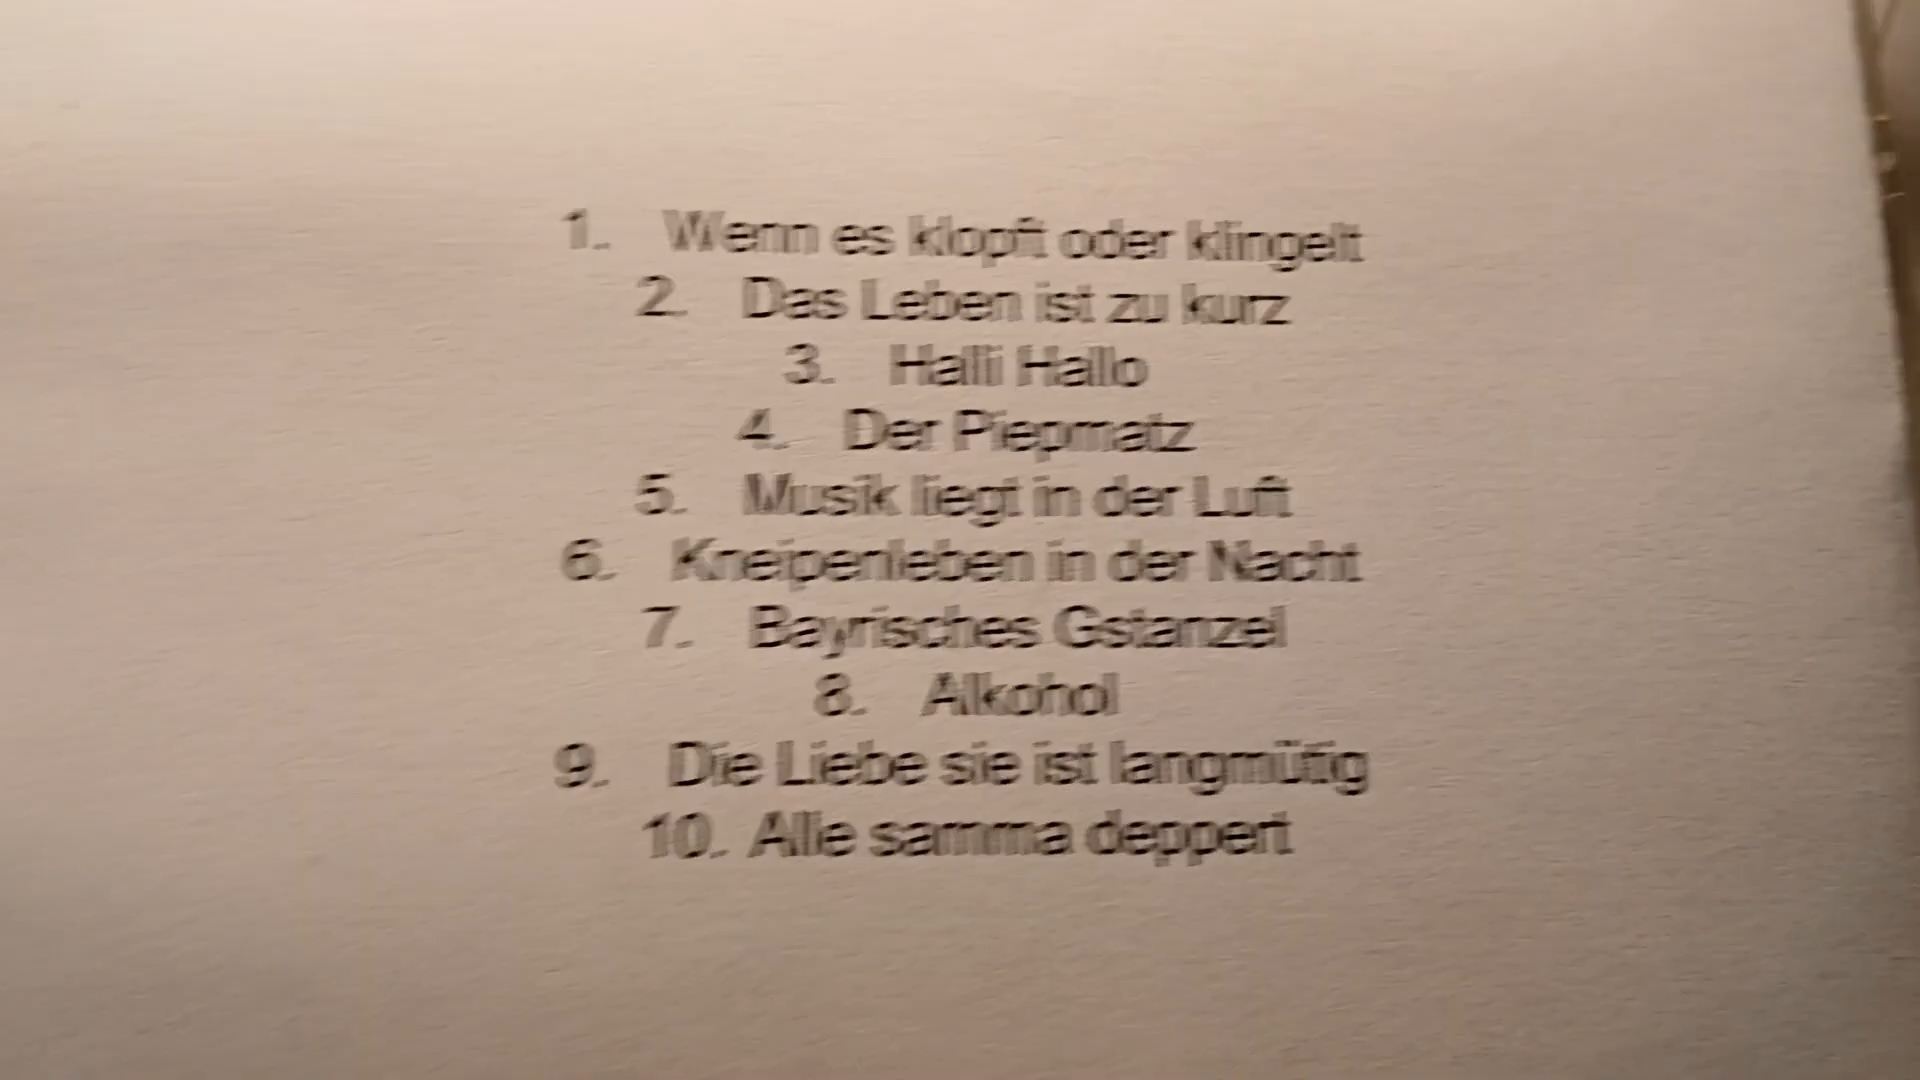 1. Wenn es klopft oder klingelt
2. Das Leben ist zu kurz
3. Halli Hallo
4. Der Piepmatz
5. Musik liegt in der Luft
6. Kneipenleben in der Nacht
7. Bayrisches Gstanzel
8. Alkohol
9. Die Liebe sie ist langmütig
10. Alle samma deppert